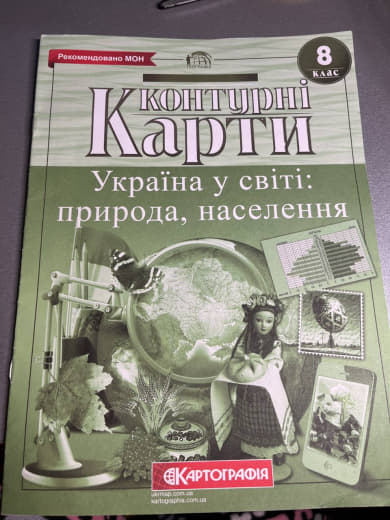 Рекомендовано МОН
8
клас
контурні
Карти
Україна у світі:
природа, населення
КАРТОГРАФІЯ
ukrmap.com.ua
kartographia.com.ua